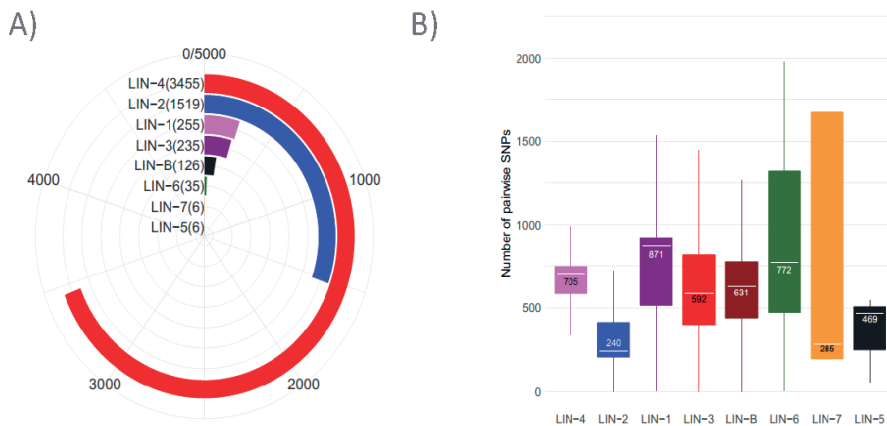 A)
0/5000
LIN−4(3455)
LIN−2(1519)
LIN−1(255)
LIN−3(235)
LIN−B(126)
LIN−6(35)
LIN−7(6)
LIN−5(6)
4000
1000
3000
2000
B)
Number of pairwise SNPs
2000
1500
1000
500
0
705
240
871
592
631
772
285
469
LIN−4 LIN−2 LIN−1 LIN−3 LIN−B LIN−6 LIN−7 LIN−5